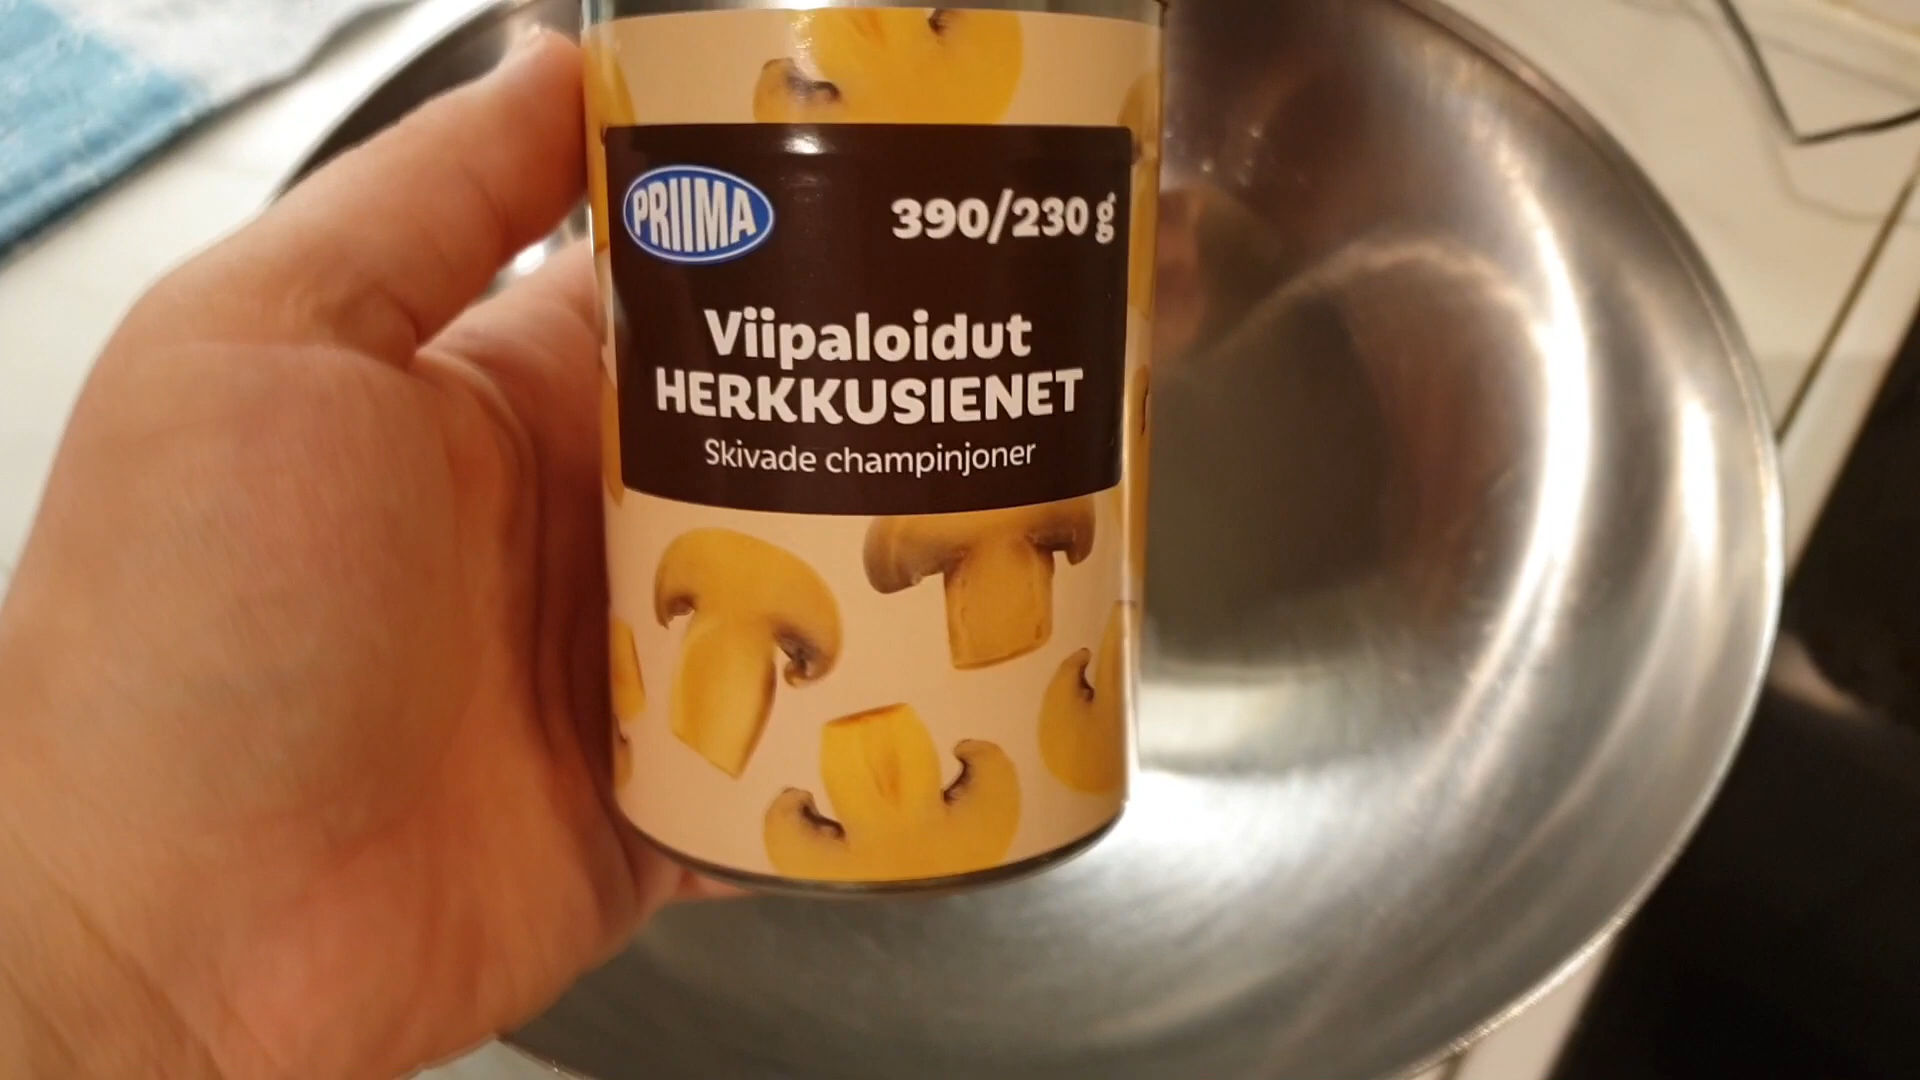 PRIIMA
390/230 g
Viipaloidut
HERKKUSIENET
Skivade champinjoner